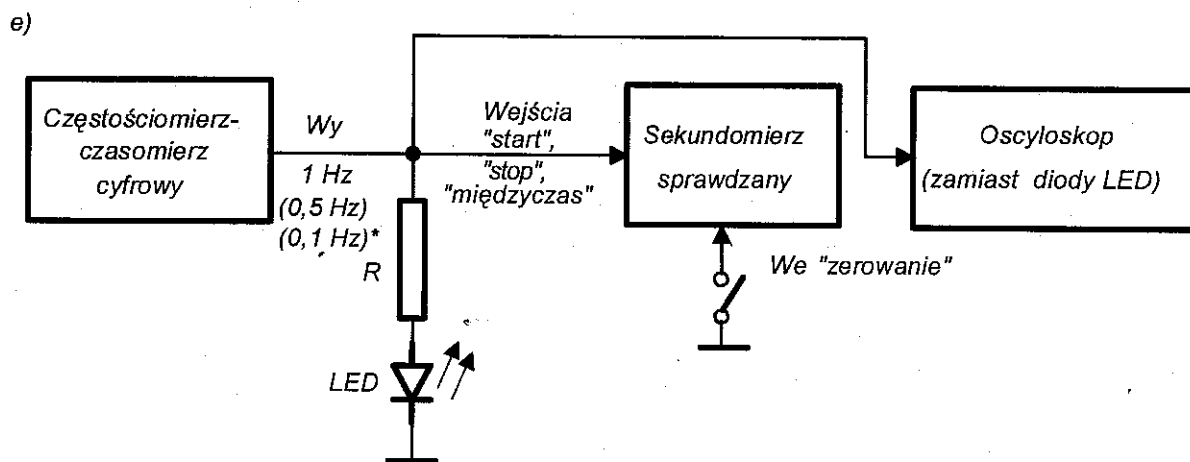 e)
Częstościomierz-
czasomierz
cyfrowy
Wy
1 Hz
(0,5 Hz)
(0,1 Hz)*
R
LED
Wejścia
"start",
"stop",
"międzyczas"
Sekundomierz
sprawdzany
We "zerowanie"
Oscyloskop
(zamiast diody LED)